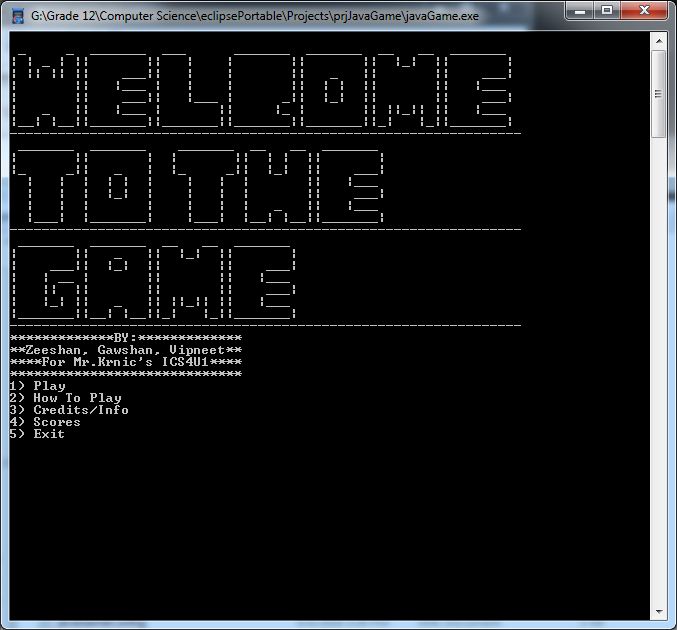 G:\Grade 12\Computer Science\eclipsePortable\Projects\prjJavaGame\javaGame.exe
WELCOME
TO THE
GAME
*************BY:*************
**Zeeshan, Gawshan, Vipneet**
****For Mr.Krnic's ICS4U1****
*****************************
1) Play
2) How To Play
3) Credits/Info
4) Scores
5) Exit